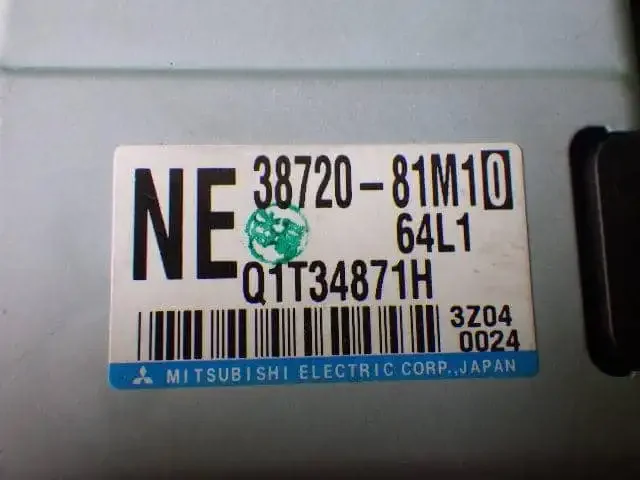 NE 38720-81M10
64L1
Q1T34871H
3Z04
0024
MITSUBISHI ELECTRIC CORP.,JAPAN